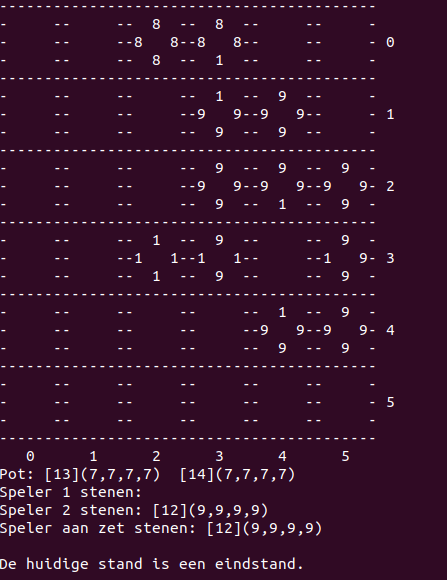 ------------------------------------------
-     --     --  8  --  8  --     --     -
-     --     --8   8--8   8--     --     - 0
-     --     --  8  --  1  --     --     -
------------------------------------------
-     --     --     --  1  --  9  --     -
-     --     --     --9   9--9   9--     - 1
-     --     --     --  9  --  9  --     -
------------------------------------------
-     --     --     --  9  --  9  --  9  -
-     --     --     --9   9--9   9--9   9- 2
-     --     --     --  9  --  1  --  9  -
------------------------------------------
-     --     --  1  --  9  --     --  9  -
-     --     --1   1--1   1--     --1   9- 3
-     --     --  1  --  9  --     --  9  -
------------------------------------------
-     --     --     --     --  1  --  9  -
-     --     --     --     --9   9--9   9- 4
-     --     --     --     --  9  --  9  -
------------------------------------------
-     --     --     --     --     --     -
-     --     --     --     --     --     - 5
-     --     --     --     --     --     -
------------------------------------------
   0      1      2      3      4      5
Pot: [13](7,7,7,7)  [14](7,7,7,7)
Speler 1 stenen:
Speler 2 stenen: [12](9,9,9,9)
Speler aan zet stenen: [12](9,9,9,9)
De huidige stand is een eindstand.